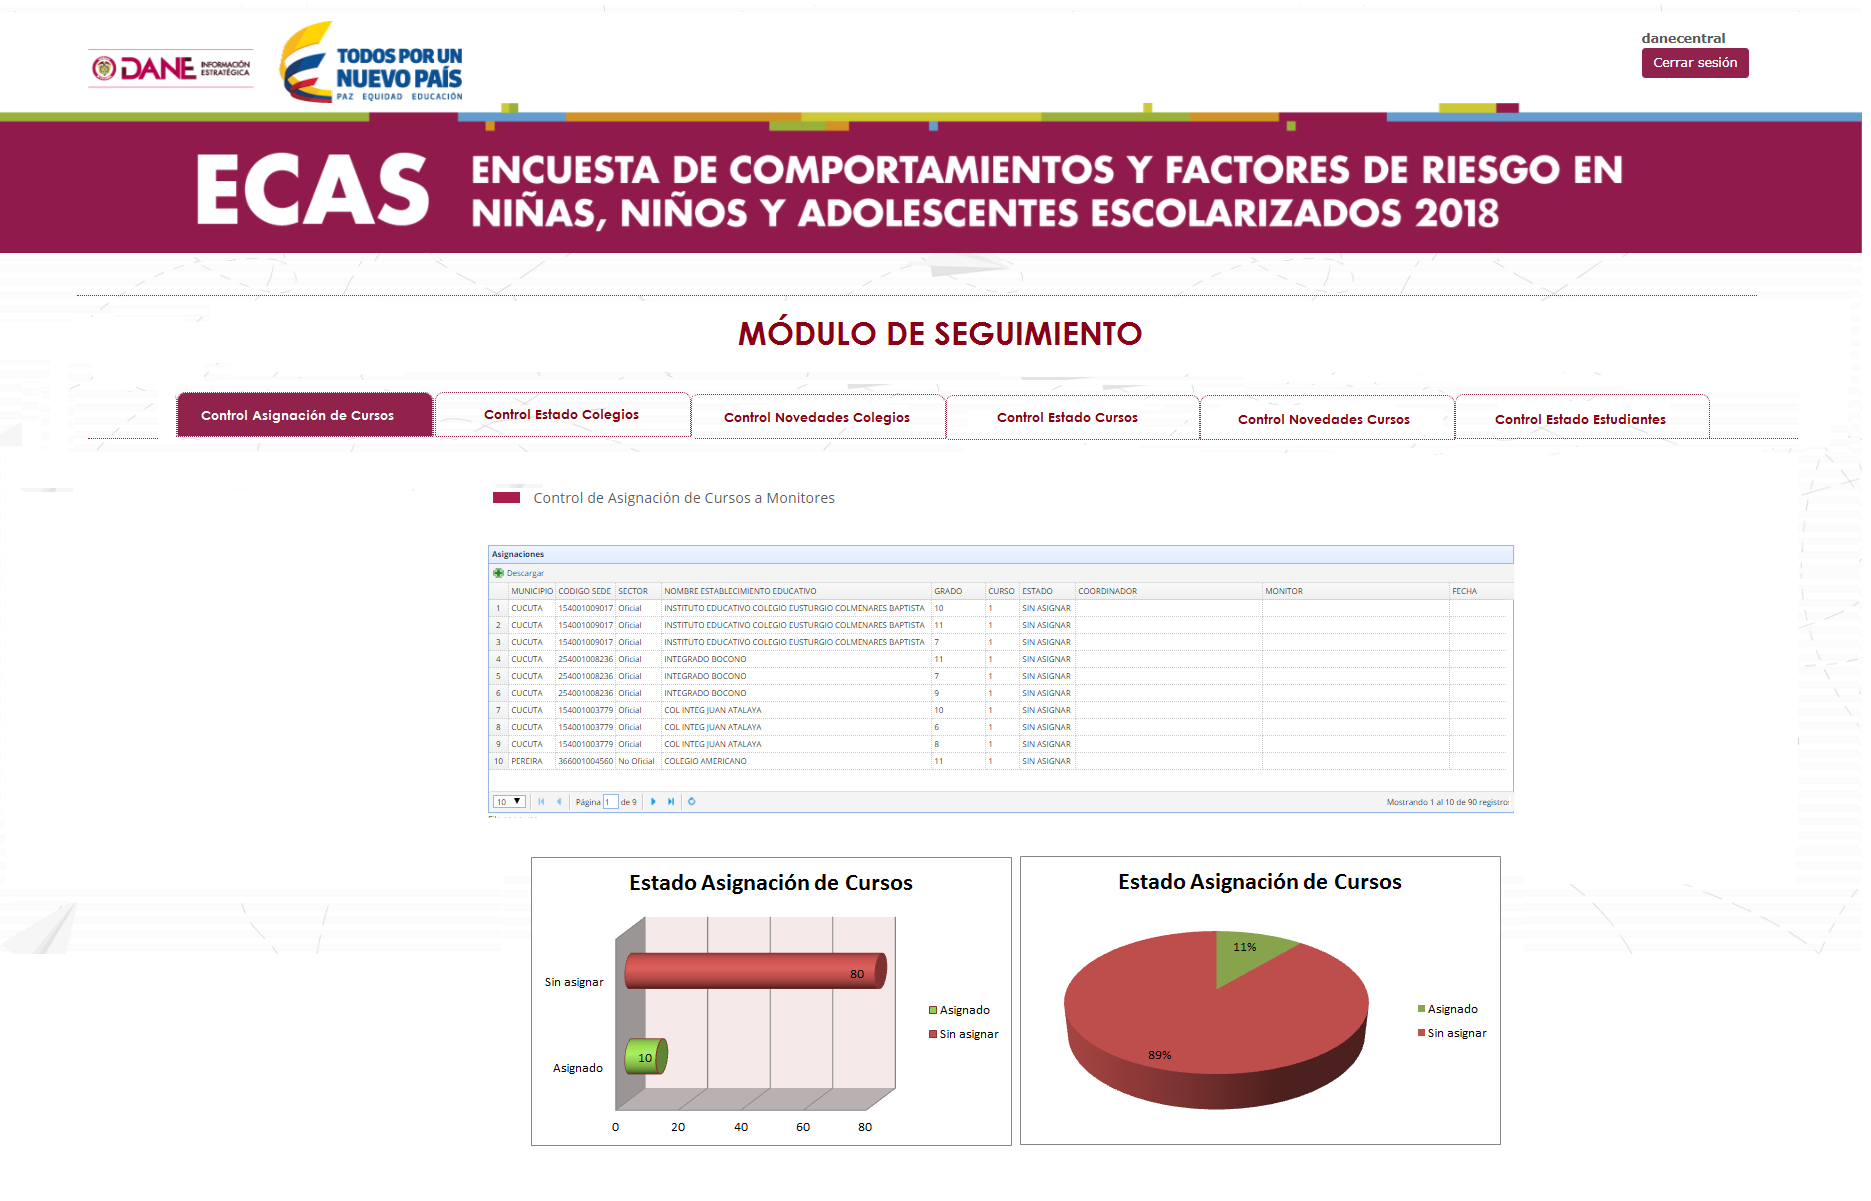 DANE INFORMACIÓN ESTRATÉGICA
TODOS POR UN
NUEVO PAÍS
PAZ EQUIDAD EDUCACIÓN
danecentral
Cerrar sesión
ECAS ENCUESTA DE COMPORTAMIENTOS Y FACTORES DE RIESGO EN
NIÑAS, NIÑOS Y ADOLESCENTES ESCOLARIZADOS 2018
MÓDULO DE SEGUIMIENTO
Control Asignación de Cursos Control Estado Colegios Control Novedades Colegios Control Estado Cursos Control Novedades Cursos Control Estado Estudiantes
Control de Asignación de Cursos a Monitores
Asignaciones
Descargar
MUNICIPIO CODIGO SEDE SECTOR NOMBRE ESTABLECIMIENTO EDUCATIVO GRADO CURSO ESTADO COORDINADOR MONITOR FECHA
1 CUCUTA 154001009017 Oficial INSTITUTO EDUCATIVO COLEGIO EUSTURGIO COLMENARES BAPTISTA 10 1 SIN ASIGNAR
2 CUCUTA 154001009017 Oficial INSTITUTO EDUCATIVO COLEGIO EUSTURGIO COLMENARES BAPTISTA 11 1 SIN ASIGNAR
3 CUCUTA 154001009017 Oficial INSTITUTO EDUCATIVO COLEGIO EUSTURGIO COLMENARES BAPTISTA 7 1 SIN ASIGNAR
4 CUCUTA 254001008236 Oficial INTEGRADO BOCONO 11 1 SIN ASIGNAR
5 CUCUTA 254001008236 Oficial INTEGRADO BOCONO 7 1 SIN ASIGNAR
6 CUCUTA 254001008236 Oficial INTEGRADO BOCONO 9 1 SIN ASIGNAR
7 CUCUTA 154001003779 Oficial COL INTEG JUAN ATALAYA 10 1 SIN ASIGNAR
8 CUCUTA 154001003779 Oficial COL INTEG JUAN ATALAYA 6 1 SIN ASIGNAR
9 CUCUTA 154001003779 Oficial COL INTEG JUAN ATALAYA 8 1 SIN ASIGNAR
10 PEREIRA 366001004560 No Oficial COLEGIO AMERICANO 11 1 SIN ASIGNAR
10 Página 1 de 9 Mostrando 1 al 10 de 90 registro
Estado Asignación de Cursos
Sin asignar
80
Asignado
10
0 20 40 60 80
Asignado
Sin asignar
Estado Asignación de Cursos
11%
89%
Asignado
Sin asignar